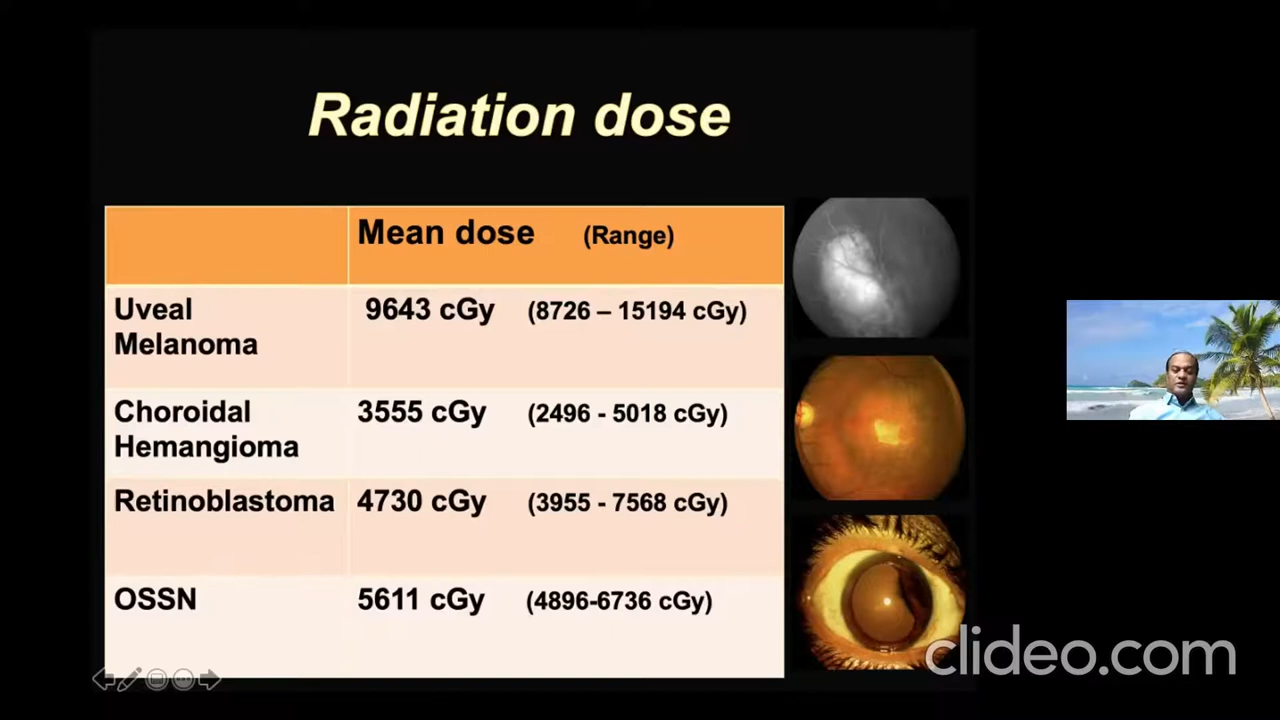 Radiation dose
Mean dose (Range)
Uveal
Melanoma
9643 cGy (8726 – 15194 cGy)
Choroidal
Hemangioma
3555 cGy (2496 - 5018 cGy)
Retinoblastoma
4730 cGy (3955 - 7568 cGy)
OSSN
5611 cGy (4896-6736 cGy)
clideo.com